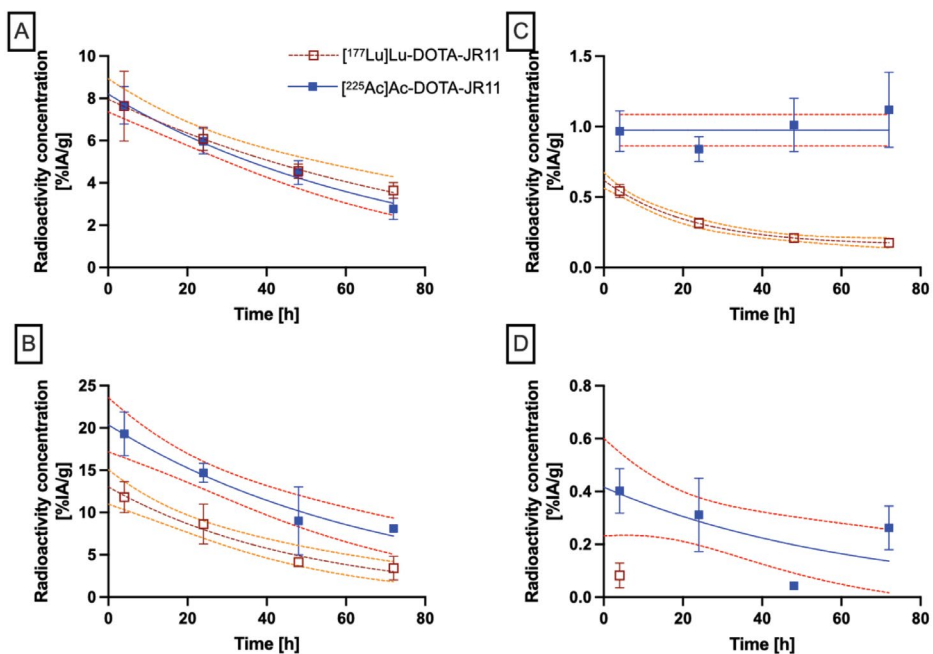 A
10
8
6
4
2
0
0 20 40 60 80
Time [h]
Radioactivity concentration
[%IA/g]
[¹⁷⁷Lu]Lu-DOTA-JR11
[²²⁵Ac]Ac-DOTA-JR11
C
1.5
1.0
0.5
0.0
0 20 40 60 80
Time [h]
Radioactivity concentration
[%IA/g]
B
25
20
15
10
5
0
0 20 40 60 80
Time [h]
Radioactivity concentration
[%IA/g]
D
0.8
0.6
0.4
0.2
0.0
0 20 40 60 80
Time [h]
Radioactivity concentration
[%IA/g]